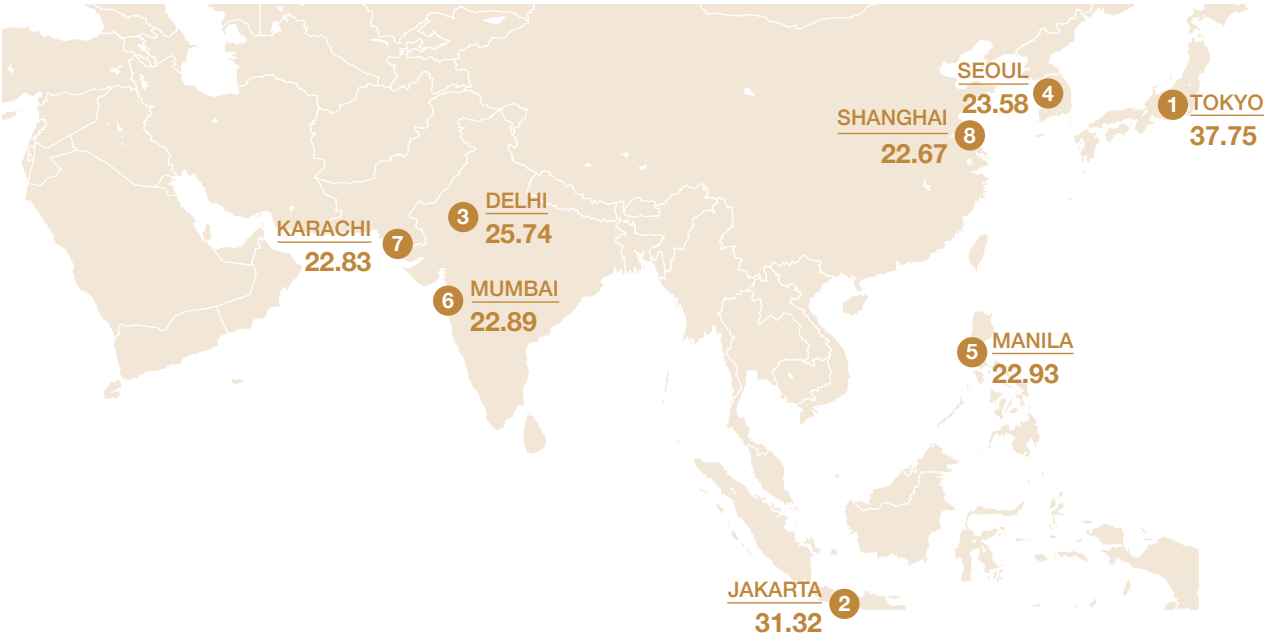 SEOUL
23.58
4
1
TOKYO
37.75
SHANGHAI
22.67
8
3
DELHI
25.74
KARACHI
22.83
7
6
MUMBAI
22.89
5
MANILA
22.93
JAKARTA
31.32
2